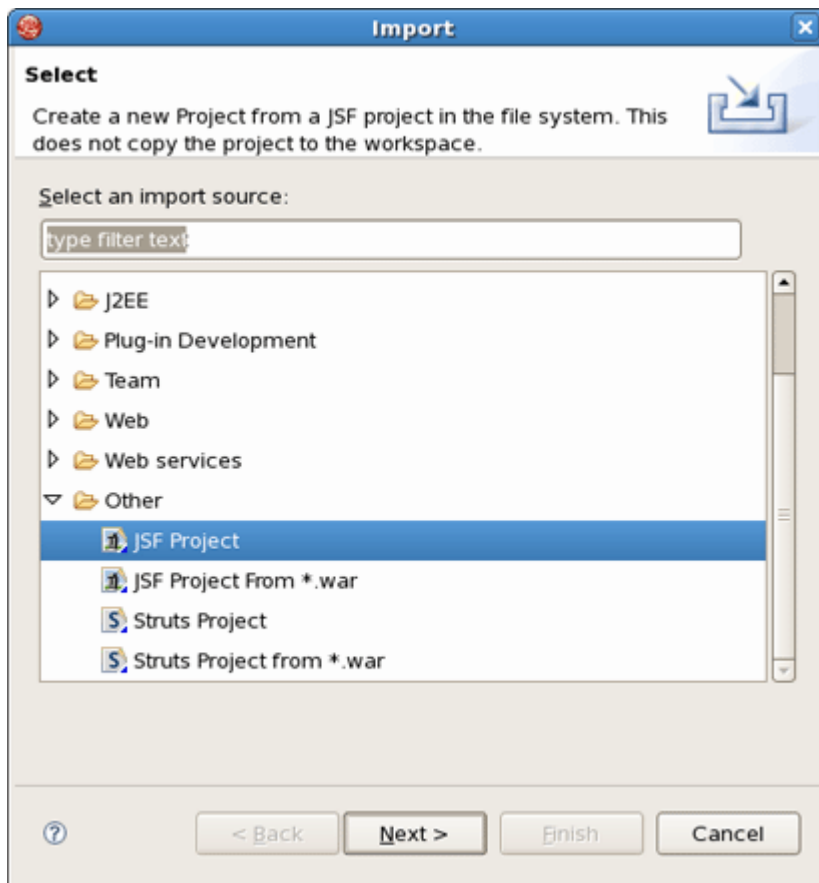 Import
Select
Create a new Project from a JSF project in the file system. This
does not copy the project to the workspace.
Select an import source:
type filter text
J2EE
Plug-in Development
Team
Web
Web services
Other
JSF Project
JSF Project From *.war
Struts Project
Struts Project from *.war
< Back Next > Finish Cancel